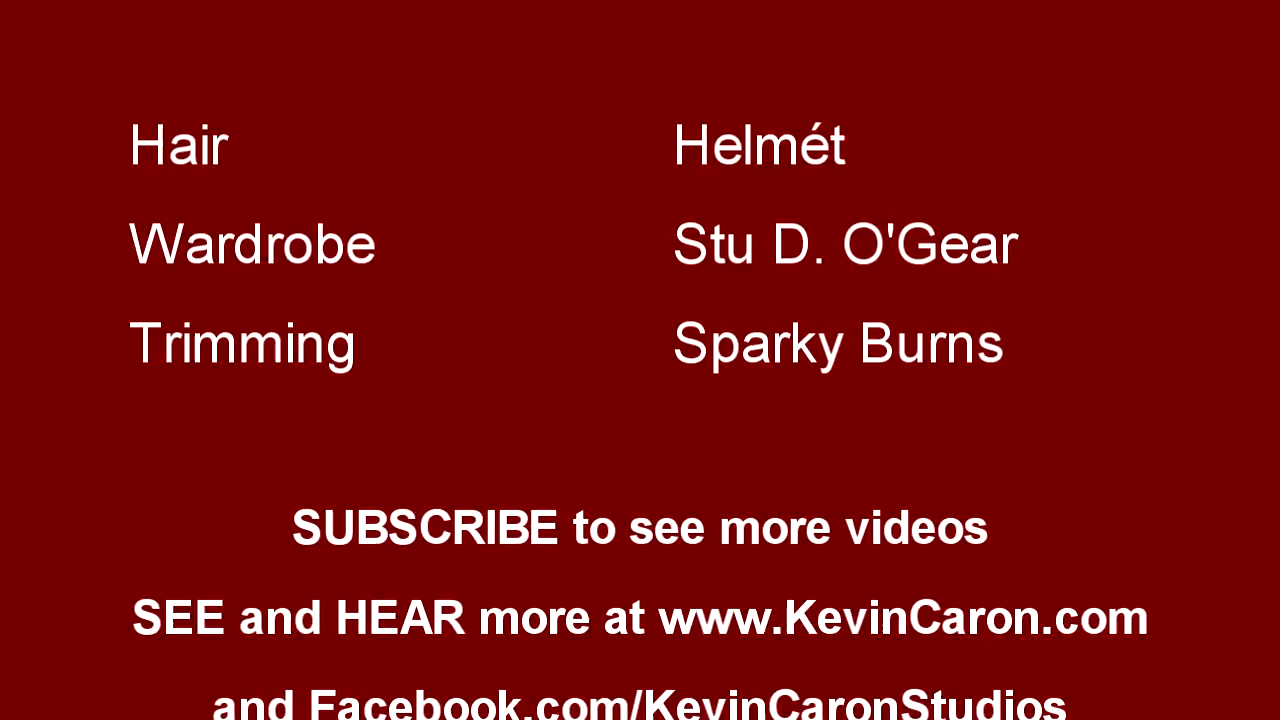 Hair Helmét
Wardrobe Stu D. O'Gear
Trimming Sparky Burns
SUBSCRIBE to see more videos
SEE and HEAR more at www.KevinCaron.com
and Facebook.com/KevinCaronStudios